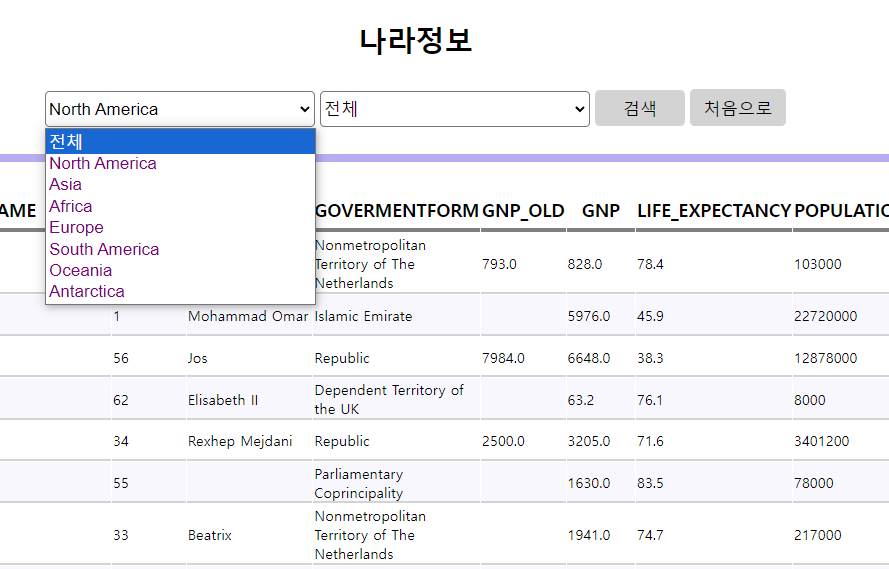 나라정보
North America 전체 검색 처음으로
전체
North America
Asia
Africa
Europe
South America
Oceania
Antarctica
AME GOVERMENTFORM GNP_OLD GNP LIFE_EXPECTANCY POPULATIO
Nonmetropolitan
Territory of The
Netherlands
793.0 828.0 78.4 103000
1 Mohammad Omar Islamic Emirate 5976.0 45.9 22720000
56 Jos Republic 7984.0 6648.0 38.3 12878000
62 Elisabeth II Dependent Territory of
the UK
63.2 76.1 8000
34 Rexhep Mejdani Republic 2500.0 3205.0 71.6 3401200
55 Parliamentary
Coprincipality
1630.0 83.5 78000
33 Beatrix Nonmetropolitan
Territory of The
Netherlands
1941.0 74.7 217000